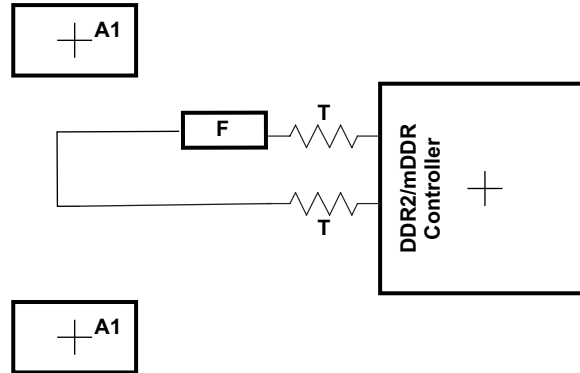 A1
F
T
T
DDR2/mDDR
Controller
A1